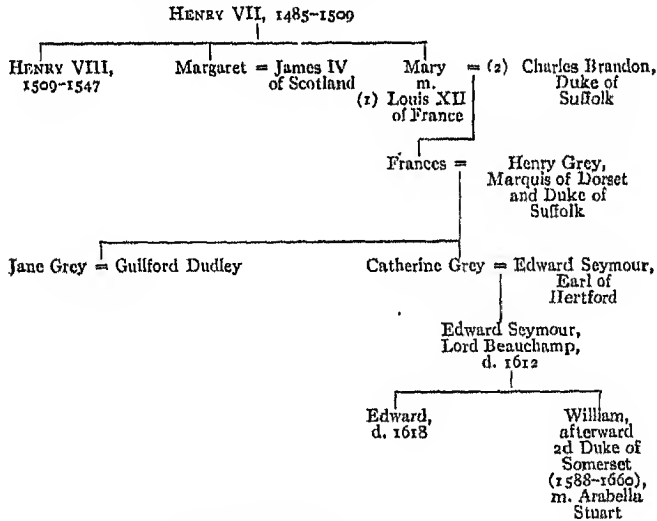 HENRY VII, 1485-1509
HENRY VIII, Margaret = James IV Mary = (2) Charles Brandon,
1509-1547 of Scotland m. Duke of
(1) Louis XII Suffolk
of France
Frances = Henry Grey,
Marquis of Dorset
and Duke of
Suffolk
Jane Grey = Guilford Dudley Catherine Grey = Edward Seymour,
Earl of
Hertford
Edward Seymour,
Lord Beauchamp,
d. 1612
Edward, William,
d. 1618 afterward
2d Duke of
Somerset
(1588-1660),
m. Arabella
Stuart